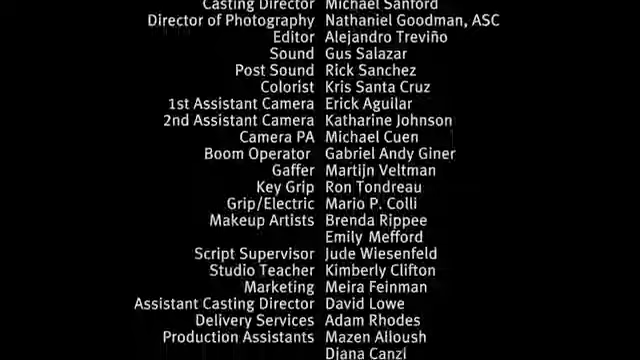 Casting Director Michael Sanford
Director of Photography Nathaniel Goodman, ASC
Editor Alejandro Treviño
Sound Gus Salazar
Post Sound Rick Sanchez
Colorist Kris Santa Cruz
1st Assistant Camera Erick Aguilar
2nd Assistant Camera Katharine Johnson
Camera PA Michael Cuen
Boom Operator Gabriel Andy Giner
Gaffer Martijn Veltman
Key Grip Ron Tondreau
Grip/Electric Mario P. Colli
Makeup Artists Brenda Rippee
Emily Mefford
Script Supervisor Jude Wiesenfeld
Studio Teacher Kimberly Clifton
Marketing Meira Feinman
Assistant Casting Director David Lowe
Delivery Services Adam Rhodes
Production Assistants Mazen Alloush
Diana Canzi